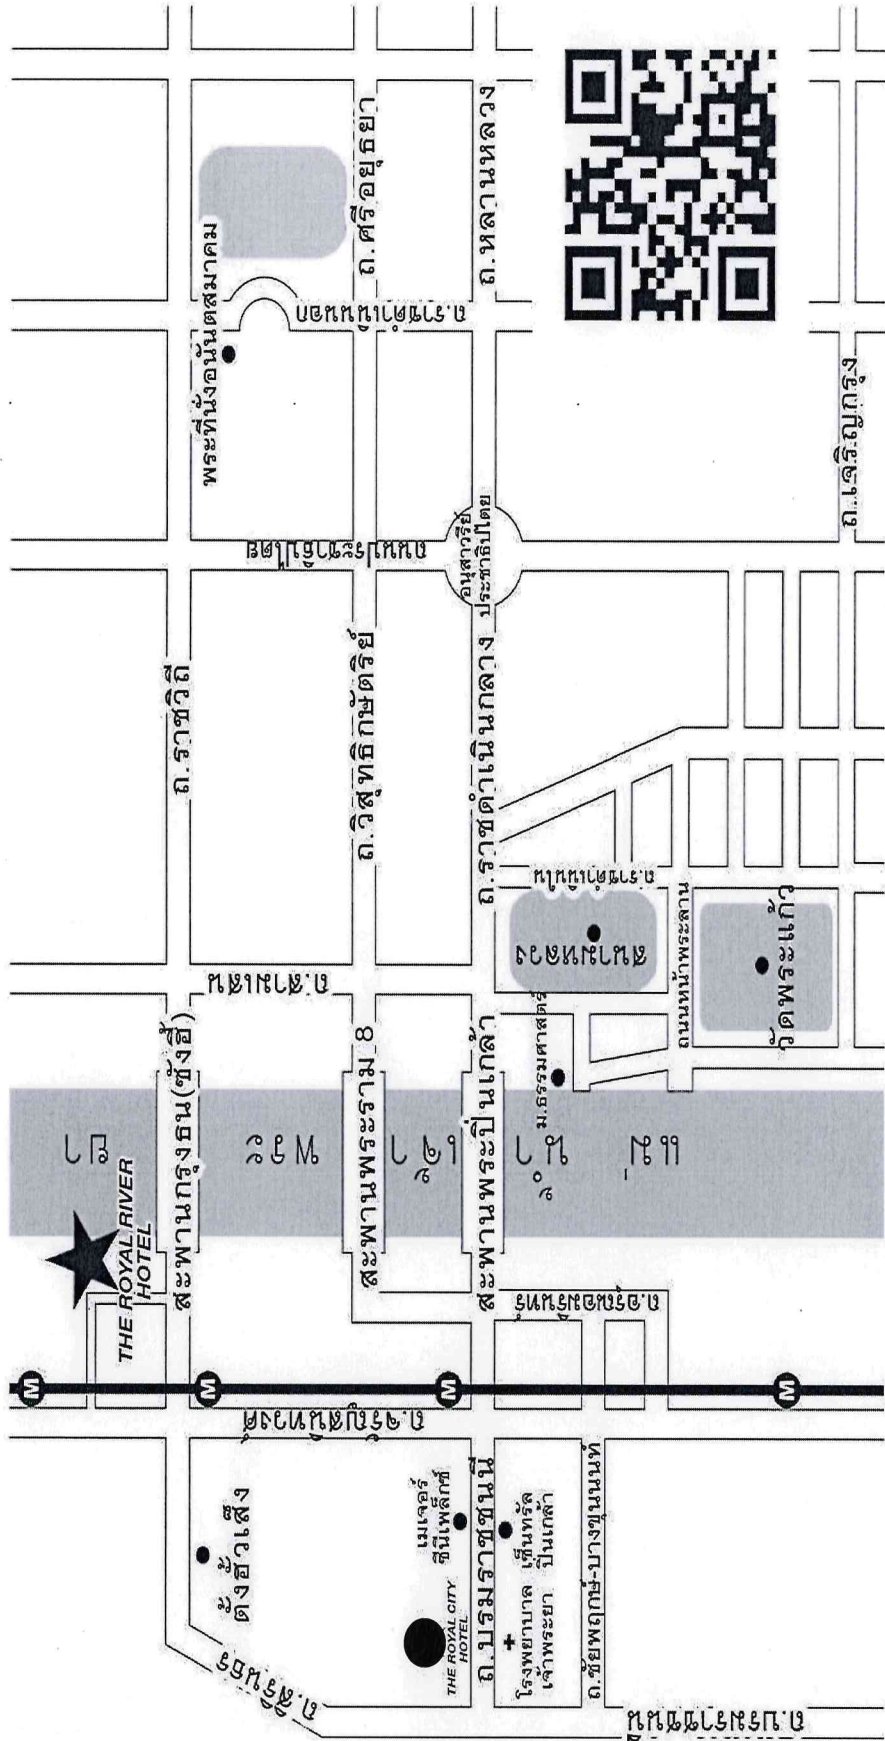 ถ.ราชวิถี
ถ.ศรีอยุธยา
ถ.หลานหลวง
พระที่นั่งอนันตสมาคม
ถ.ราชดำเนินนอก
ถ.เจริญกรุง
ถนนประชาธิปไตย
อนุสาวรีย์
ประชาธิปไตย
ถ.วิสุทธิกษัตริย์
ถ.ราชดำเนินกลาง
ถ.ราชดำเนินใน
สนามหลวง
ถนนหน้าพระลาน
วัดพระแก้ว
ถ.สามเสน
ม.ธรรมศาสตร์
สะพานกรุงธน(ซังฮี้)
สะพานพระราม 8
สะพานพระปิ่นเกล้า
แม่ น้ำ เจ้า พระ ยา
THE ROYAL RIVER
HOTEL
ถ.อรุณอมรินทร์
M
M
M
M
ถ.จรัญสนิทวงศ์
ตั้งฮั่วเส็ง
เมเจอร์
ซีนีเพล็กซ์
ถ.บรมราชชนนี
เซ็นทรัล
ปิ่นเกล้า
โรงพยาบาล
เจ้าพระยา
THE ROYAL CITY
HOTEL
ถ.ชัยพฤกษ์-บางขุนนนท์
ถ.สิรินธร
ถ.บรมราชชนนี